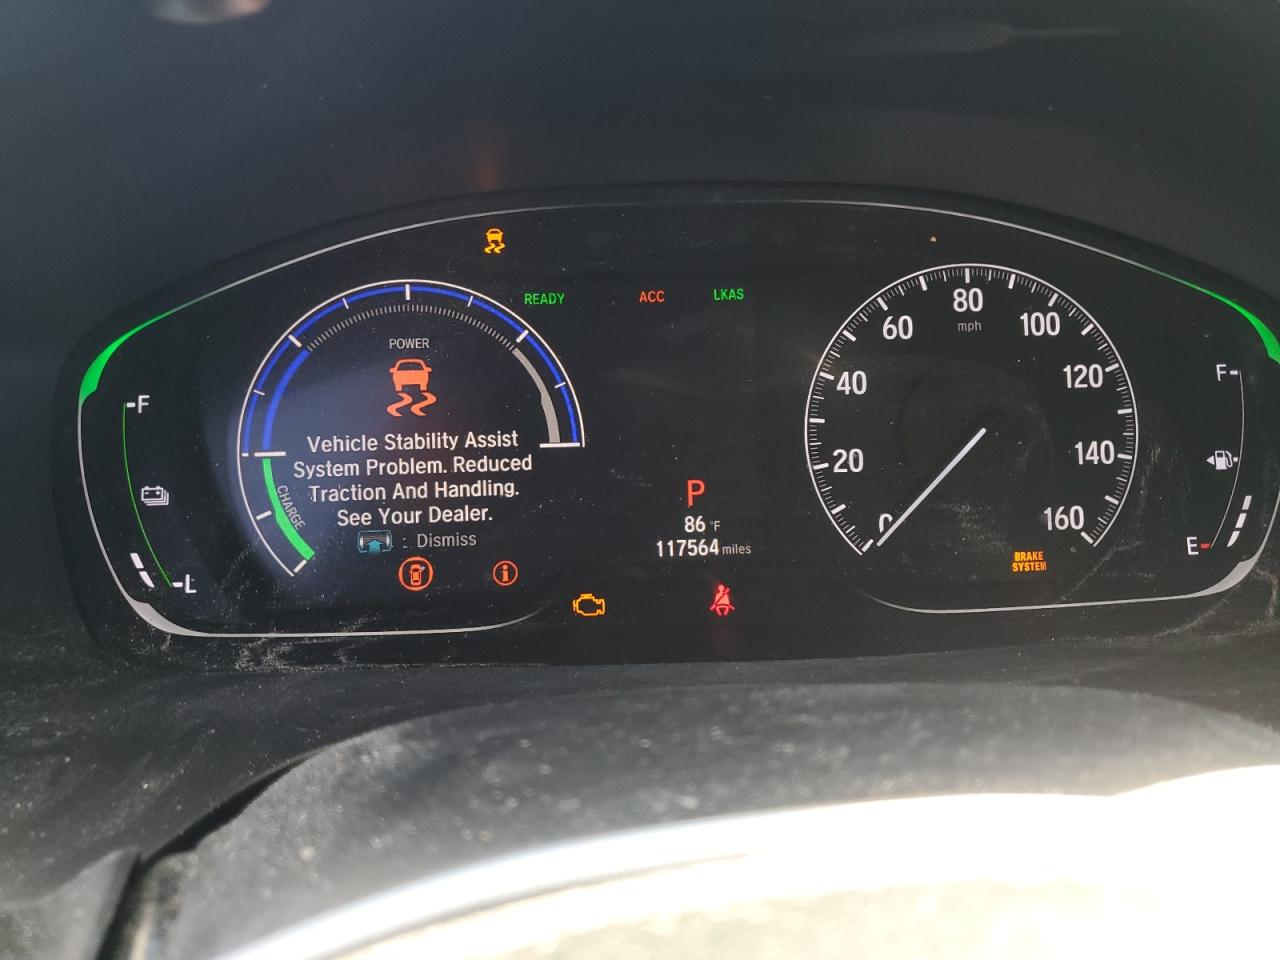 READY ACC LKAS
POWER
Vehicle Stability Assist
System Problem. Reduced
Traction And Handling.
See Your Dealer.
: Dismiss
CHARGE
F
L
P
86 °F
117564 miles
0
20
40
60
80
mph
100
120
140
160
BRAKE
SYSTEM
F
E